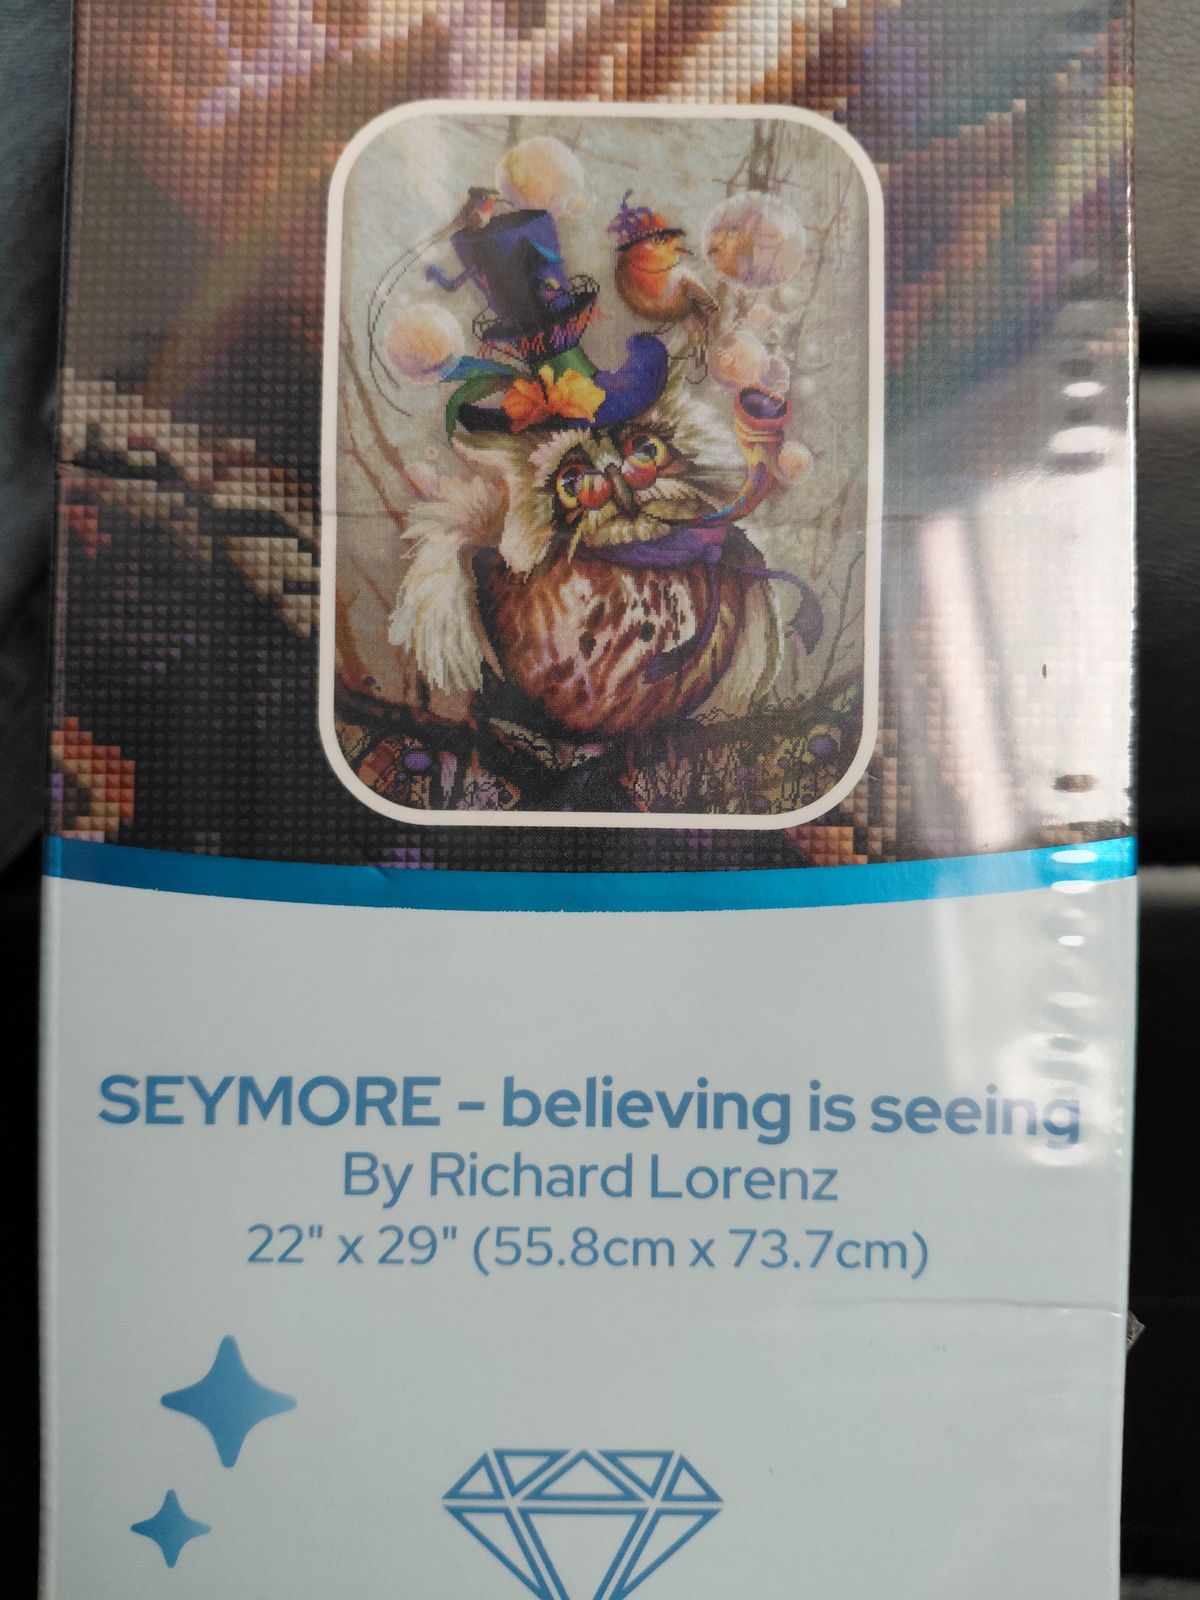 SEYMORE - believing is seeing
By Richard Lorenz
22" x 29" (55.8cm x 73.7cm)